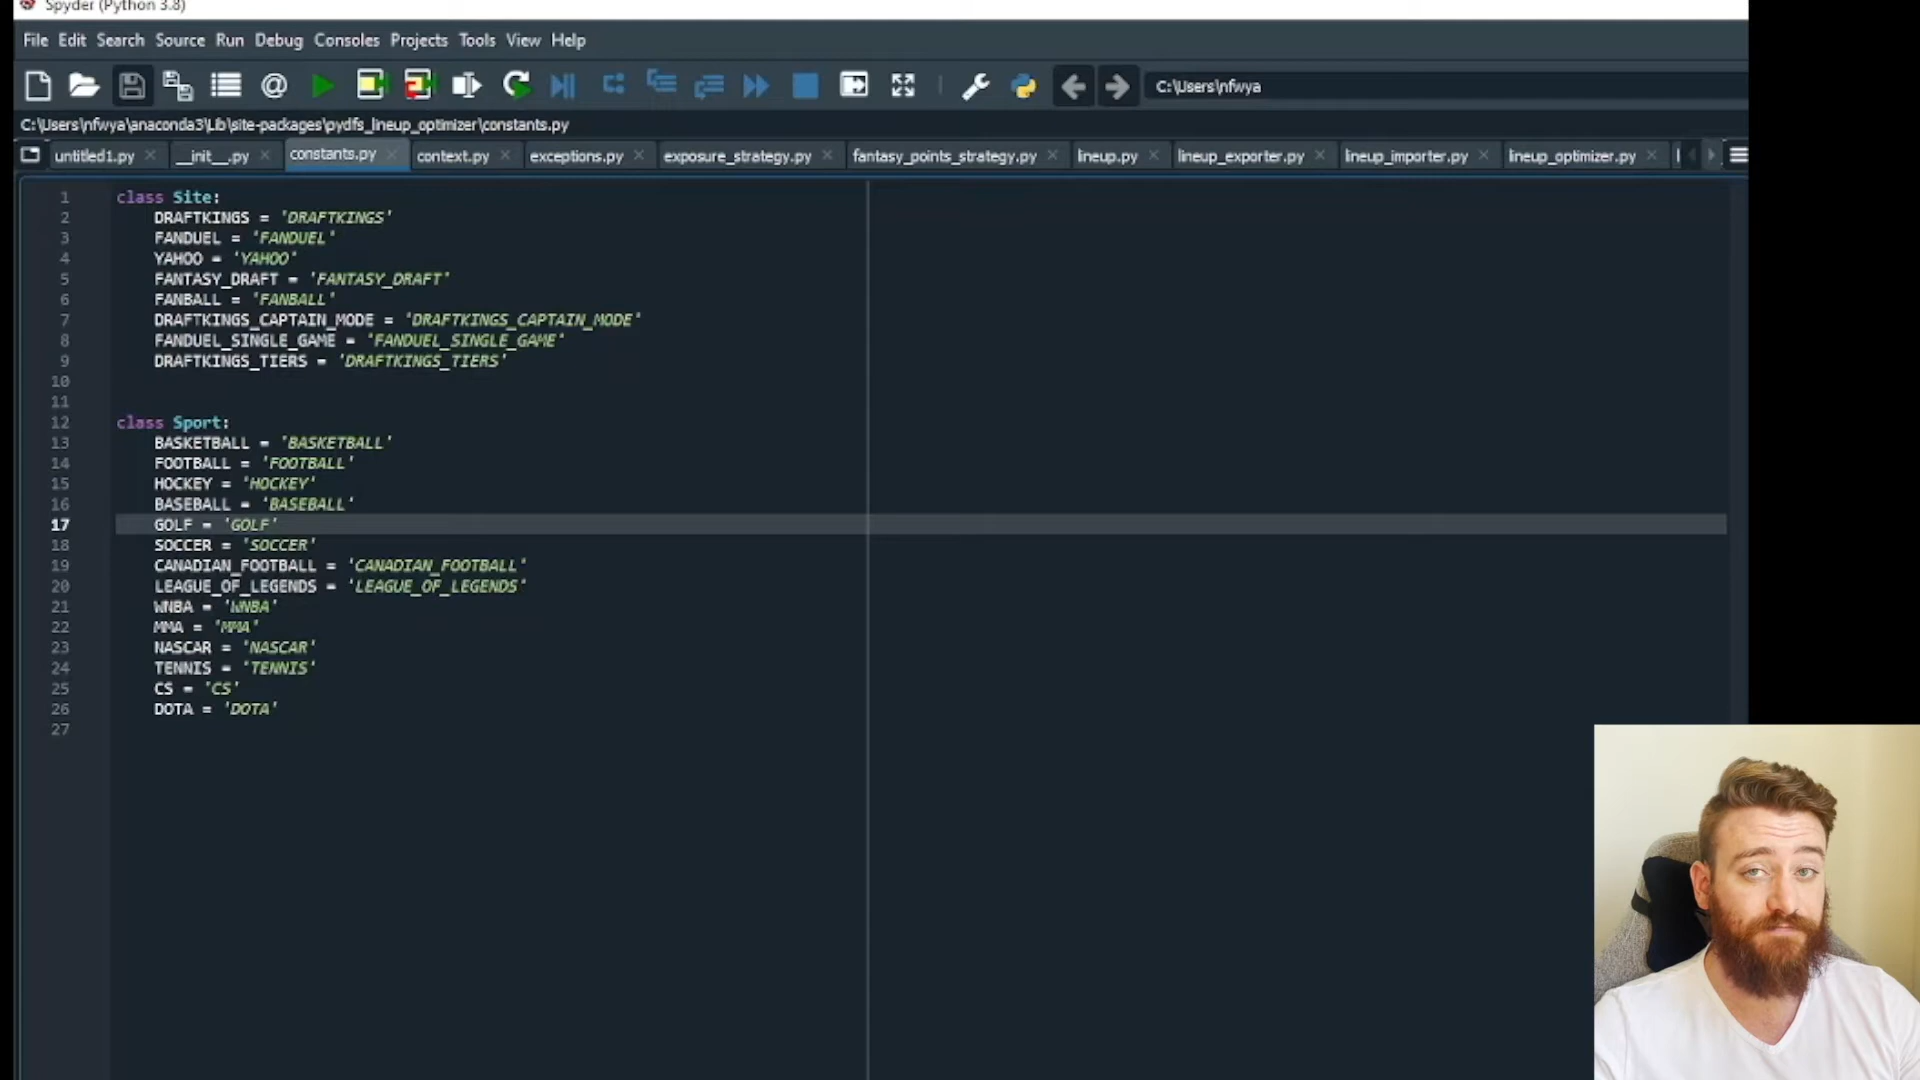 Spyder (Python 3.8)
File Edit Search Source Run Debug Consoles Projects Tools View Help
C:\Users\nfwya
C:\Users\nfwya\anaconda3\Lib\site-packages\pydfs_lineup_optimizer\constants.py
untitled1.py __init__.py constants.py context.py exceptions.py exposure_strategy.py fantasy_points_strategy.py lineup.py lineup_exporter.py lineup_importer.py lineup_optimizer.py
1 class Site:
2 DRAFTKINGS = 'DRAFTKINGS'
3 FANDUEL = 'FANDUEL'
4 YAHOO = 'YAHOO'
5 FANTASY_DRAFT = 'FANTASY_DRAFT'
6 FANBALL = 'FANBALL'
7 DRAFTKINGS_CAPTAIN_MODE = 'DRAFTKINGS_CAPTAIN_MODE'
8 FANDUEL_SINGLE_GAME = 'FANDUEL_SINGLE_GAME'
9 DRAFTKINGS_TIERS = 'DRAFTKINGS_TIERS'
10
11
12 class Sport:
13 BASKETBALL = 'BASKETBALL'
14 FOOTBALL = 'FOOTBALL'
15 HOCKEY = 'HOCKEY'
16 BASEBALL = 'BASEBALL'
17 GOLF = 'GOLF'
18 SOCCER = 'SOCCER'
19 CANADIAN_FOOTBALL = 'CANADIAN_FOOTBALL'
20 LEAGUE_OF_LEGENDS = 'LEAGUE_OF_LEGENDS'
21 WNBA = 'WNBA'
22 MMA = 'MMA'
23 NASCAR = 'NASCAR'
24 TENNIS = 'TENNIS'
25 CS = 'CS'
26 DOTA = 'DOTA'
27